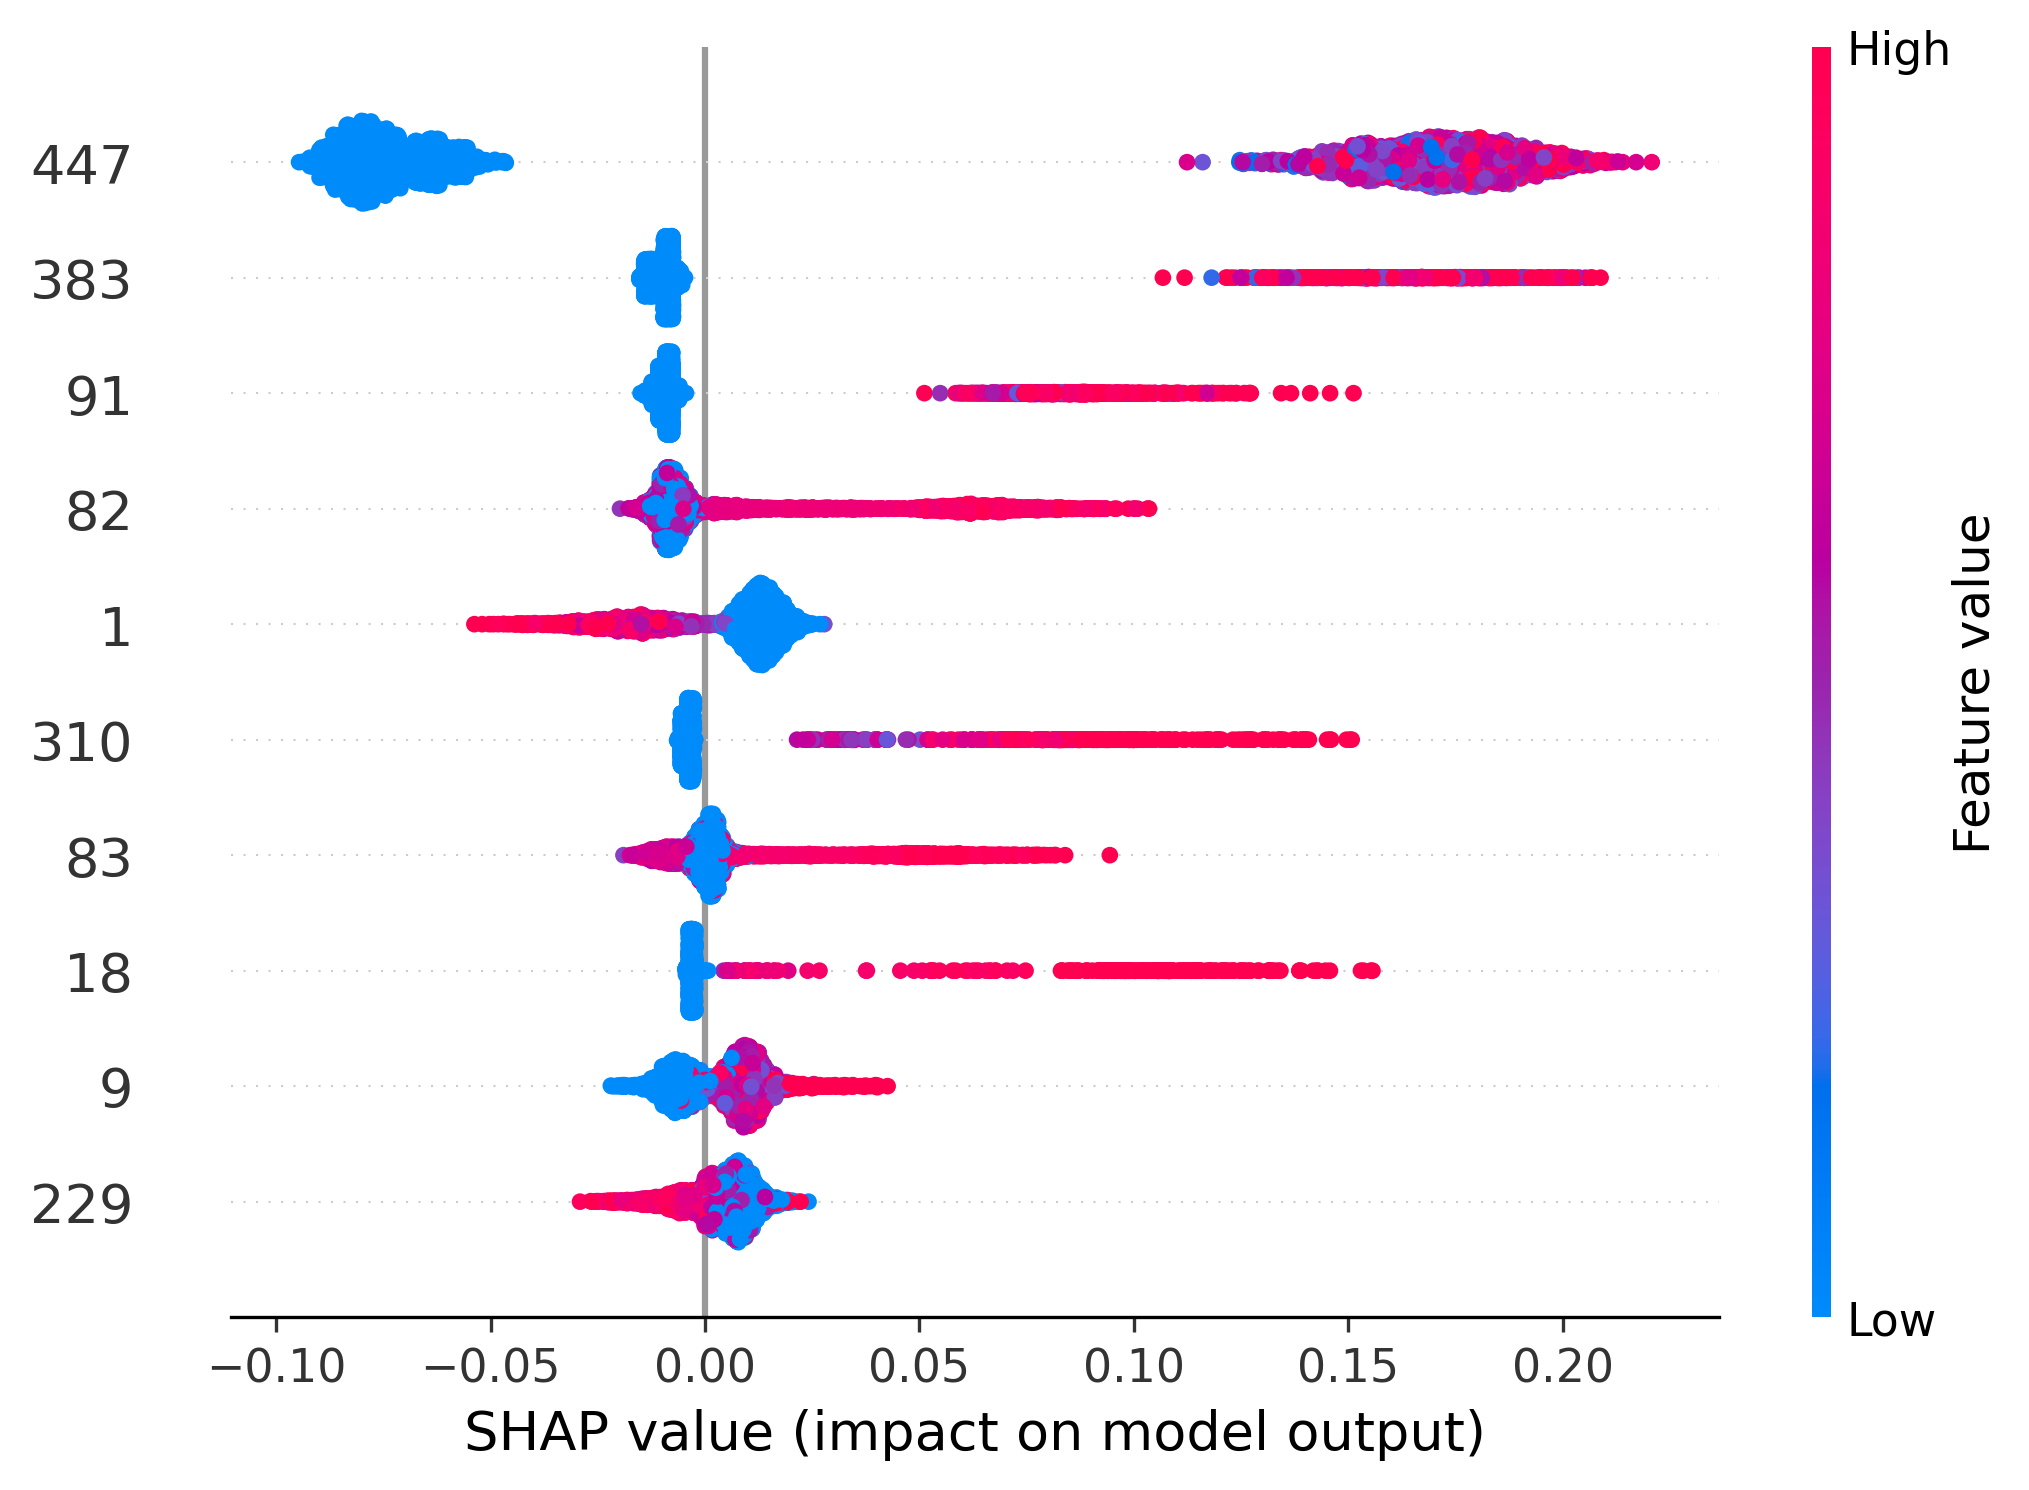 High
447
383
91
82
1
310
83
18
9
229
Feature value
Low
−0.10 −0.05 0.00 0.05 0.10 0.15 0.20
SHAP value (impact on model output)